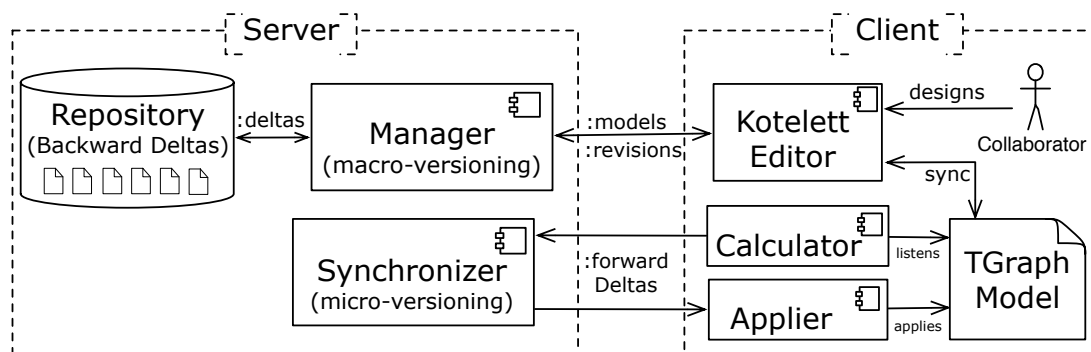 Server
Client
Repository
(Backward Deltas)
:deltas
Manager
(macro-versioning)
:models
:revisions
Kotelett
Editor
designs
Collaborator
sync
Synchronizer
(micro-versioning)
:forward
Deltas
Calculator
listens
Applier
applies
TGraph
Model